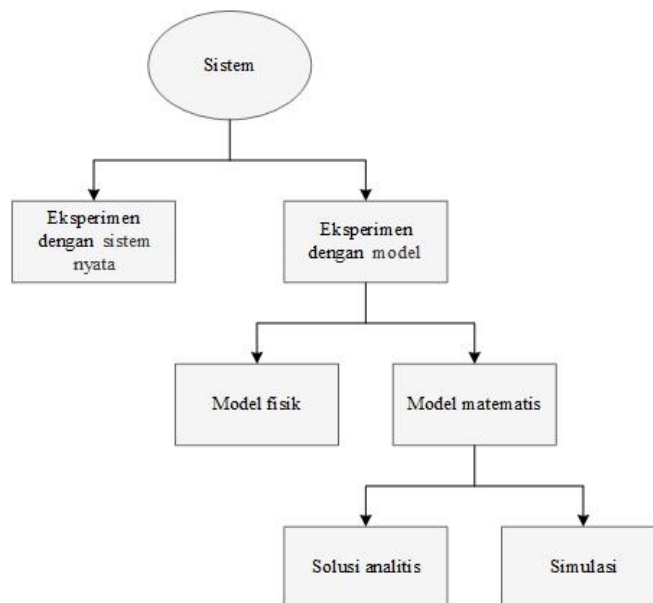 Sistem
Eksperimen
dengan sistem
nyata
Eksperimen
dengan model
Model fisik
Model matematis
Solusi analitis
Simulasi